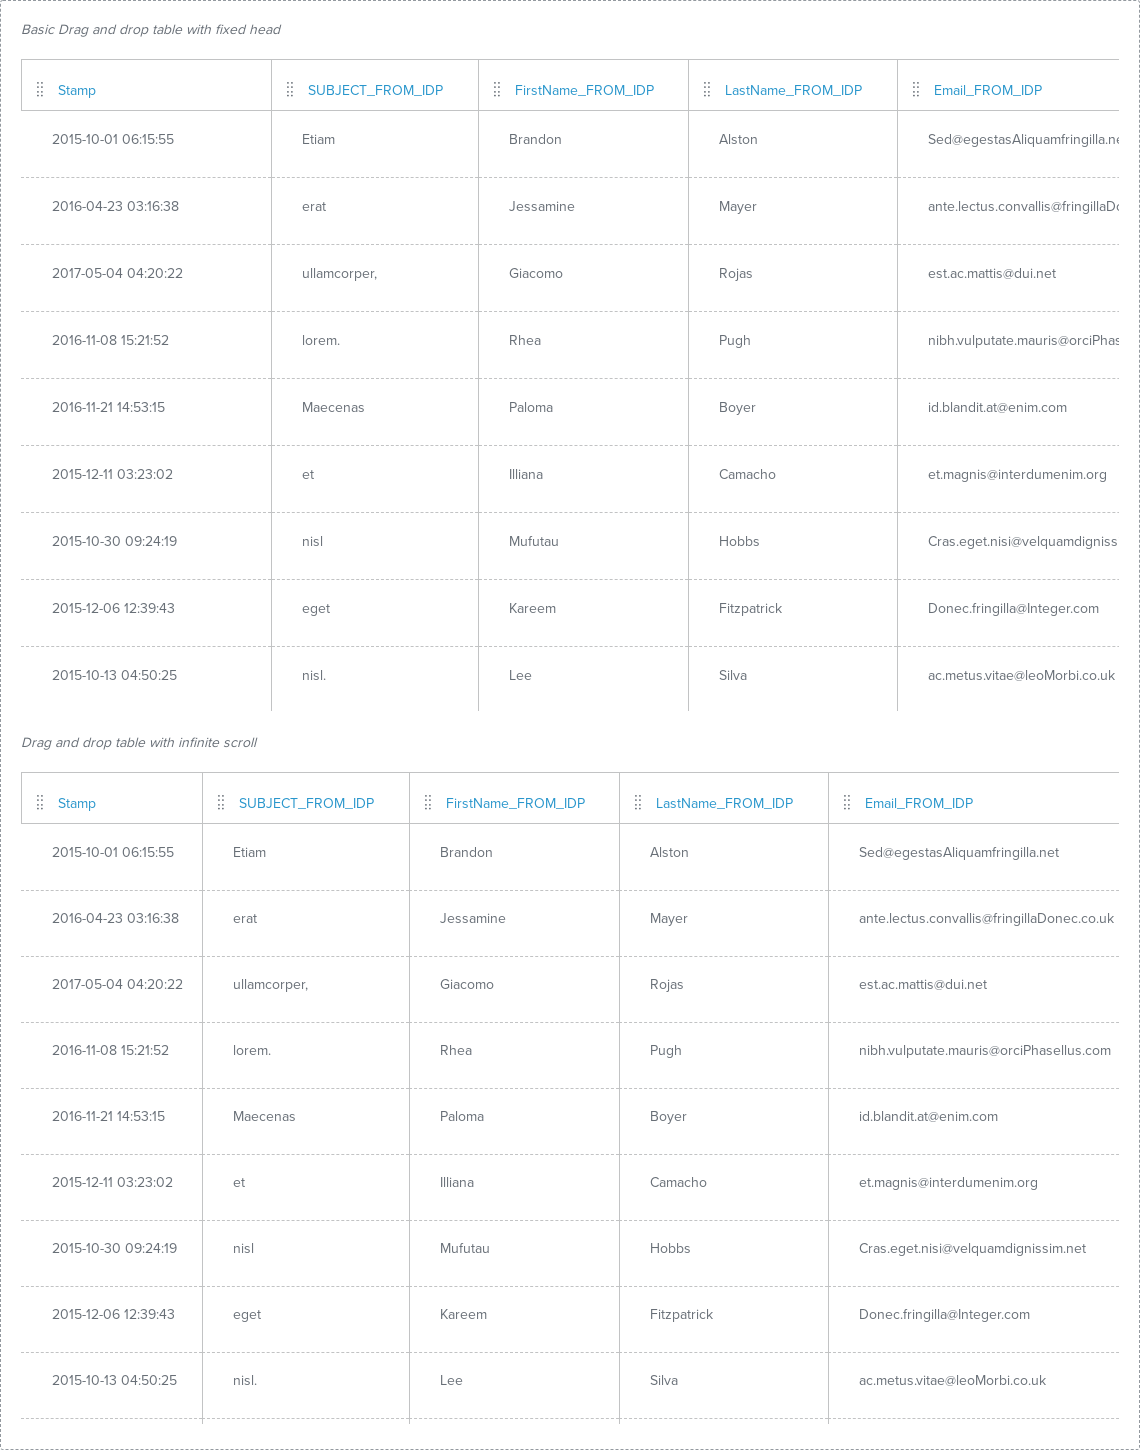 Basic Drag and drop table with fixed head
Stamp SUBJECT_FROM_IDP FirstName_FROM_IDP LastName_FROM_IDP Email_FROM_IDP
2015-10-01 06:15:55 Etiam Brandon Alston Sed@egestasAliquamfringilla.ne
2016-04-23 03:16:38 erat Jessamine Mayer ante.lectus.convallis@fringillaDo
2017-05-04 04:20:22 ullamcorper, Giacomo Rojas est.ac.mattis@dui.net
2016-11-08 15:21:52 lorem. Rhea Pugh nibh.vulputate.mauris@orciPhas
2016-11-21 14:53:15 Maecenas Paloma Boyer id.blandit.at@enim.com
2015-12-11 03:23:02 et Illiana Camacho et.magnis@interdumenim.org
2015-10-30 09:24:19 nisl Mufutau Hobbs Cras.eget.nisi@velquamdigniss
2015-12-06 12:39:43 eget Kareem Fitzpatrick Donec.fringilla@Integer.com
2015-10-13 04:50:25 nisl. Lee Silva ac.metus.vitae@leoMorbi.co.uk
Drag and drop table with infinite scroll
Stamp SUBJECT_FROM_IDP FirstName_FROM_IDP LastName_FROM_IDP Email_FROM_IDP
2015-10-01 06:15:55 Etiam Brandon Alston Sed@egestasAliquamfringilla.net
2016-04-23 03:16:38 erat Jessamine Mayer ante.lectus.convallis@fringillaDonec.co.uk
2017-05-04 04:20:22 ullamcorper, Giacomo Rojas est.ac.mattis@dui.net
2016-11-08 15:21:52 lorem. Rhea Pugh nibh.vulputate.mauris@orciPhasellus.com
2016-11-21 14:53:15 Maecenas Paloma Boyer id.blandit.at@enim.com
2015-12-11 03:23:02 et Illiana Camacho et.magnis@interdumenim.org
2015-10-30 09:24:19 nisl Mufutau Hobbs Cras.eget.nisi@velquamdignissim.net
2015-12-06 12:39:43 eget Kareem Fitzpatrick Donec.fringilla@Integer.com
2015-10-13 04:50:25 nisl. Lee Silva ac.metus.vitae@leoMorbi.co.uk